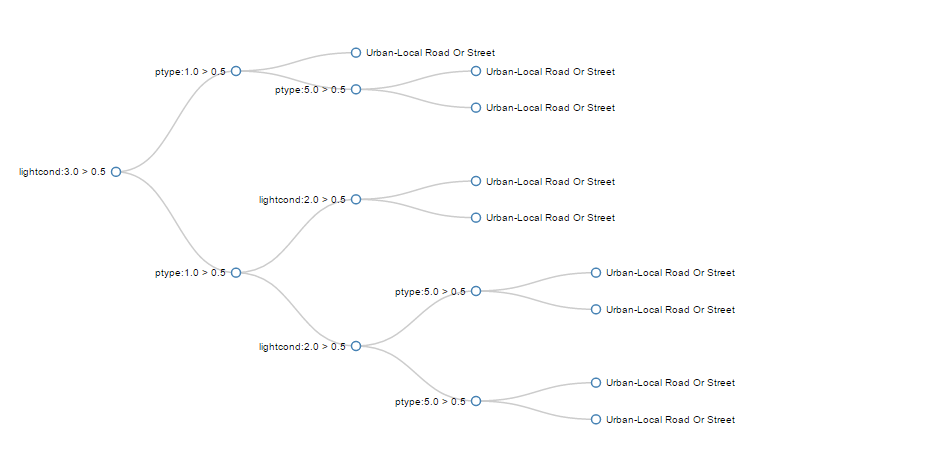 Urban-Local Road Or Street
ptype:1.0 > 0.5
Urban-Local Road Or Street
ptype:5.0 > 0.5
Urban-Local Road Or Street
lightcond:3.0 > 0.5
Urban-Local Road Or Street
lightcond:2.0 > 0.5
Urban-Local Road Or Street
ptype:1.0 > 0.5
Urban-Local Road Or Street
ptype:5.0 > 0.5
Urban-Local Road Or Street
lightcond:2.0 > 0.5
Urban-Local Road Or Street
ptype:5.0 > 0.5
Urban-Local Road Or Street